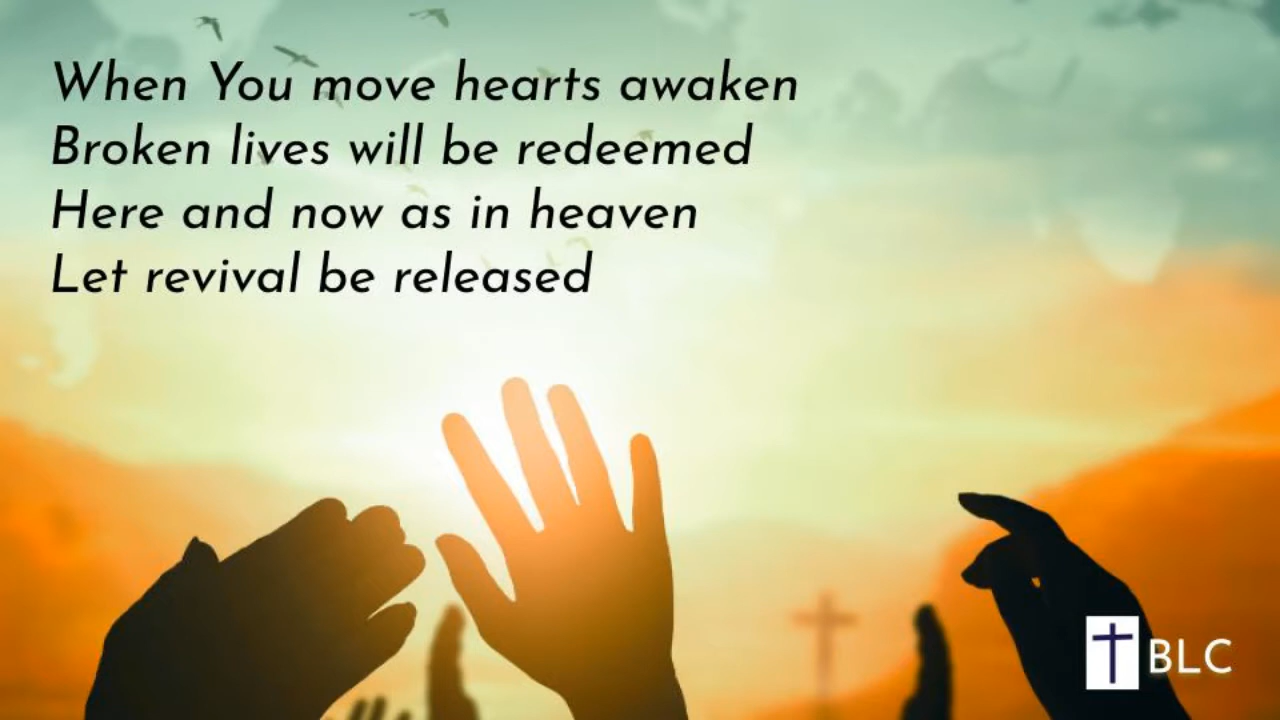 When You move hearts awaken
Broken lives will be redeemed
Here and now as in heaven
Let revival be released
BLC